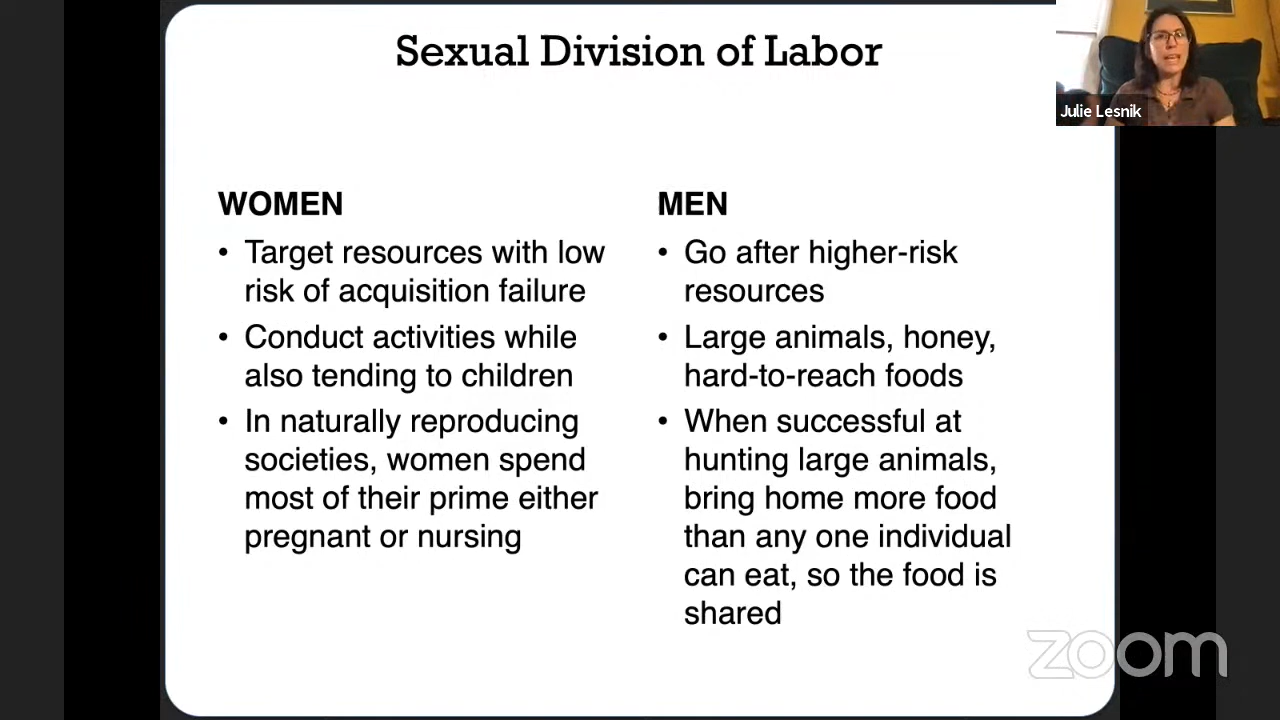 Sexual Division of Labor
Julie Lesnik
WOMEN
• Target resources with low
risk of acquisition failure
• Conduct activities while
also tending to children
• In naturally reproducing
societies, women spend
most of their prime either
pregnant or nursing
MEN
• Go after higher-risk
resources
• Large animals, honey,
hard-to-reach foods
• When successful at
hunting large animals,
bring home more food
than any one individual
can eat, so the food is
shared
zoom